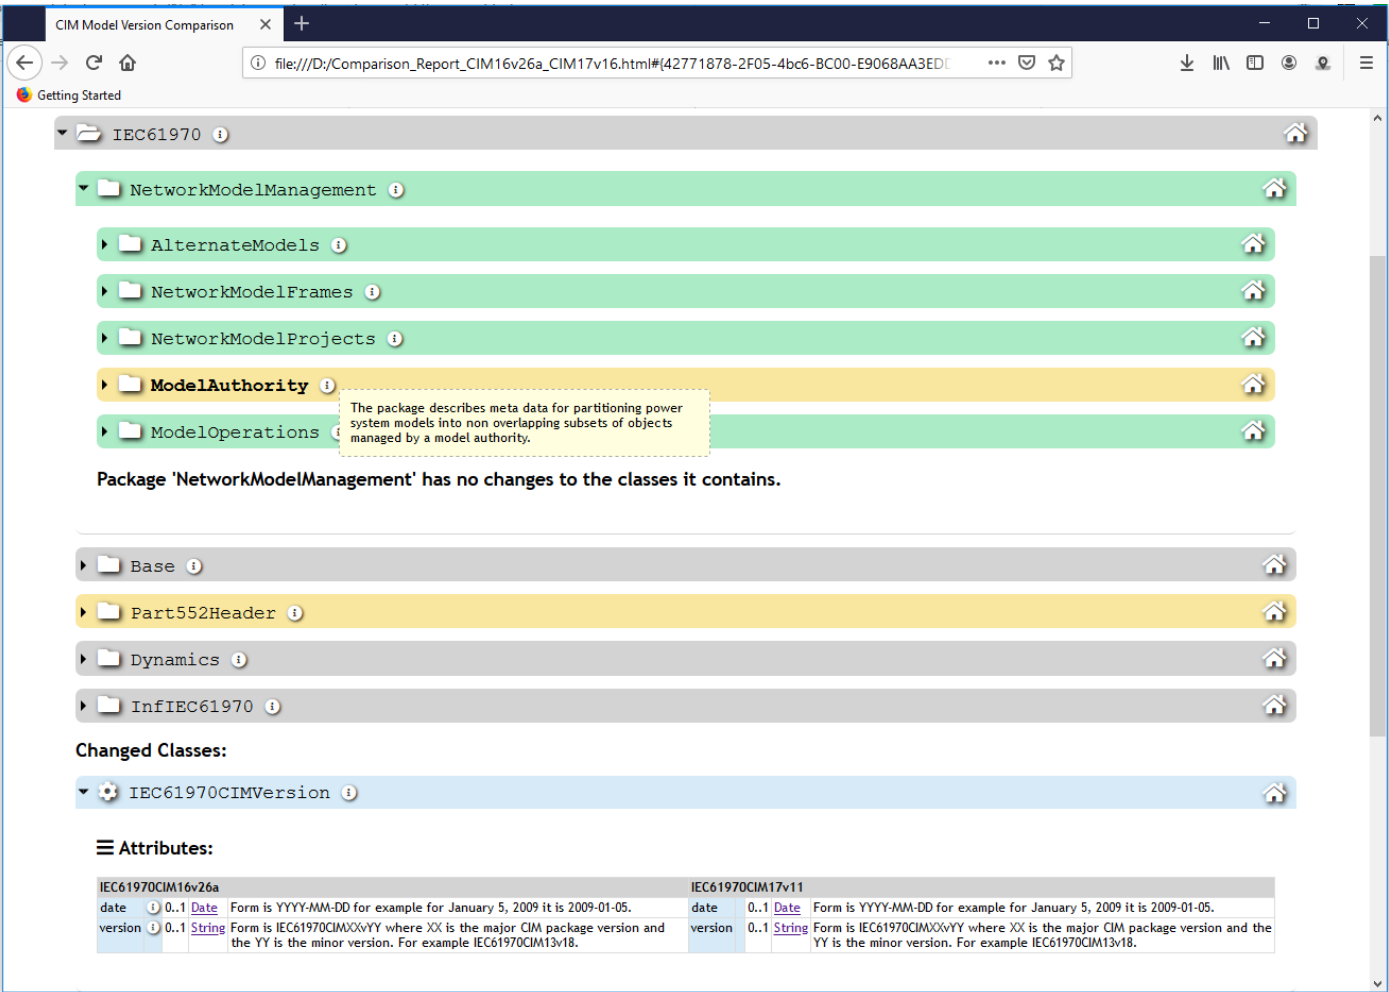 CIM Model Version Comparison
file:///D:/Comparison_Report_CIM16v26a_CIM17v16.html#{42771878-2F05-4bc6-BC00-E9068AA3EDD
Getting Started
IEC61970
NetworkModelManagement
AlternateModels
NetworkModelFrames
NetworkModelProjects
ModelAuthority
The package describes meta data for partitioning power
system models into non overlapping subsets of objects
managed by a model authority.
ModelOperations
Package 'NetworkModelManagement' has no changes to the classes it contains.
Base
Part552Header
Dynamics
InfIEC61970
Changed Classes:
IEC61970CIMVersion
Attributes:
IEC61970CIM16v26a IEC61970CIM17v11
date 0..1 Date Form is YYYY-MM-DD for example for January 5, 2009 it is 2009-01-05. date 0..1 Date Form is YYYY-MM-DD for example for January 5, 2009 it is 2009-01-05.
version 0..1 String Form is IEC61970CIMXXvYY where XX is the major CIM package version and version 0..1 String Form is IEC61970CIMXXvYY where XX is the major CIM package version and the
the YY is the minor version. For example IEC61970CIM13v18. YY is the minor version. For example IEC61970CIM13v18.